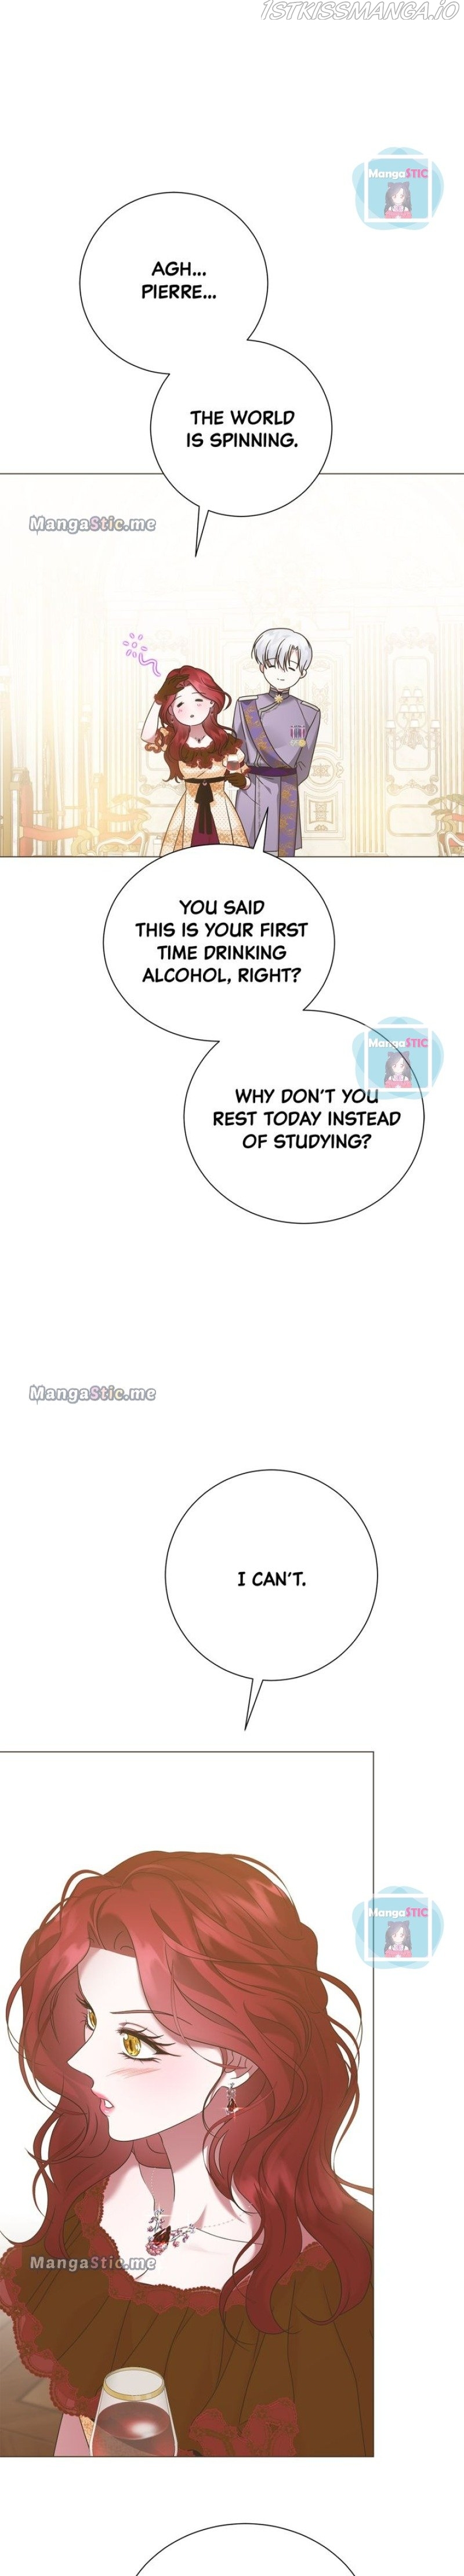 1STKISSMANGA.iO
MangaSTIC
AGH...
PIERRE...
THE WORLD
IS SPINNING.
MangaStic.me
YOU SAID
THIS IS YOUR FIRST
TIME DRINKING
ALCOHOL, RIGHT?
MangaSTIC
WHY DON'T YOU
REST TODAY INSTEAD
OF STUDYING?
MangaStic.me
I CAN'T.
MangaSTIC
MangaStic.me